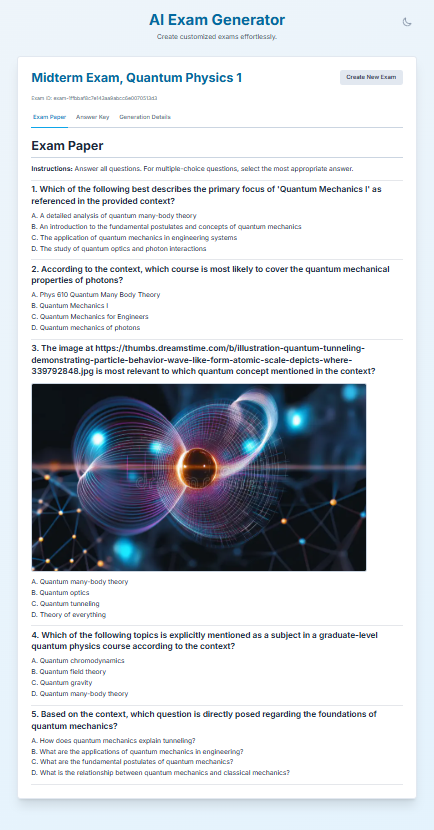 AI Exam Generator
Create customized exams effortlessly.
Midterm Exam, Quantum Physics 1
Create New Exam
Exam Paper
Answer Key
Generation Details
Exam Paper
Instructions: Answer all questions. For multiple-choice questions, select the most appropriate answer.
1. Which of the following best describes the primary focus of 'Quantum Mechanics I' as
referenced in the provided context?
A. A detailed analysis of quantum many-body theory
B. An introduction to the fundamental postulates and concepts of quantum mechanics
C. The application of quantum mechanics in engineering systems
D. The study of quantum optics and photon interactions
2. According to the context, which course is most likely to cover the quantum mechanical
properties of photons?
A. Phys 610 Quantum Many Body Theory
B. Quantum Mechanics I
C. Quantum Mechanics for Engineers
D. Quantum mechanics of photons
3. The image at https://thumbs.dreamstime.com/b/illustration-quantum-tunneling-
demonstrating-particle-behavior-wave-like-form-atomic-scale-depicts-where-
339792848.jpg is most relevant to which quantum concept mentioned in the context?
A. Quantum many-body theory
B. Quantum optics
C. Quantum tunneling
D. Theory of everything
4. Which of the following topics is explicitly mentioned as a subject in a graduate-level
quantum physics course according to the context?
A. Quantum chromodynamics
B. Quantum field theory
C. Quantum gravity
D. Quantum many-body theory
5. Based on the context, which question is directly posed regarding the foundations of
quantum mechanics?
A. How does quantum mechanics explain tunneling?
B. What are the applications of quantum mechanics in engineering?
C. What are the fundamental postulates of quantum mechanics?
D. What is the relationship between quantum mechanics and classical mechanics?